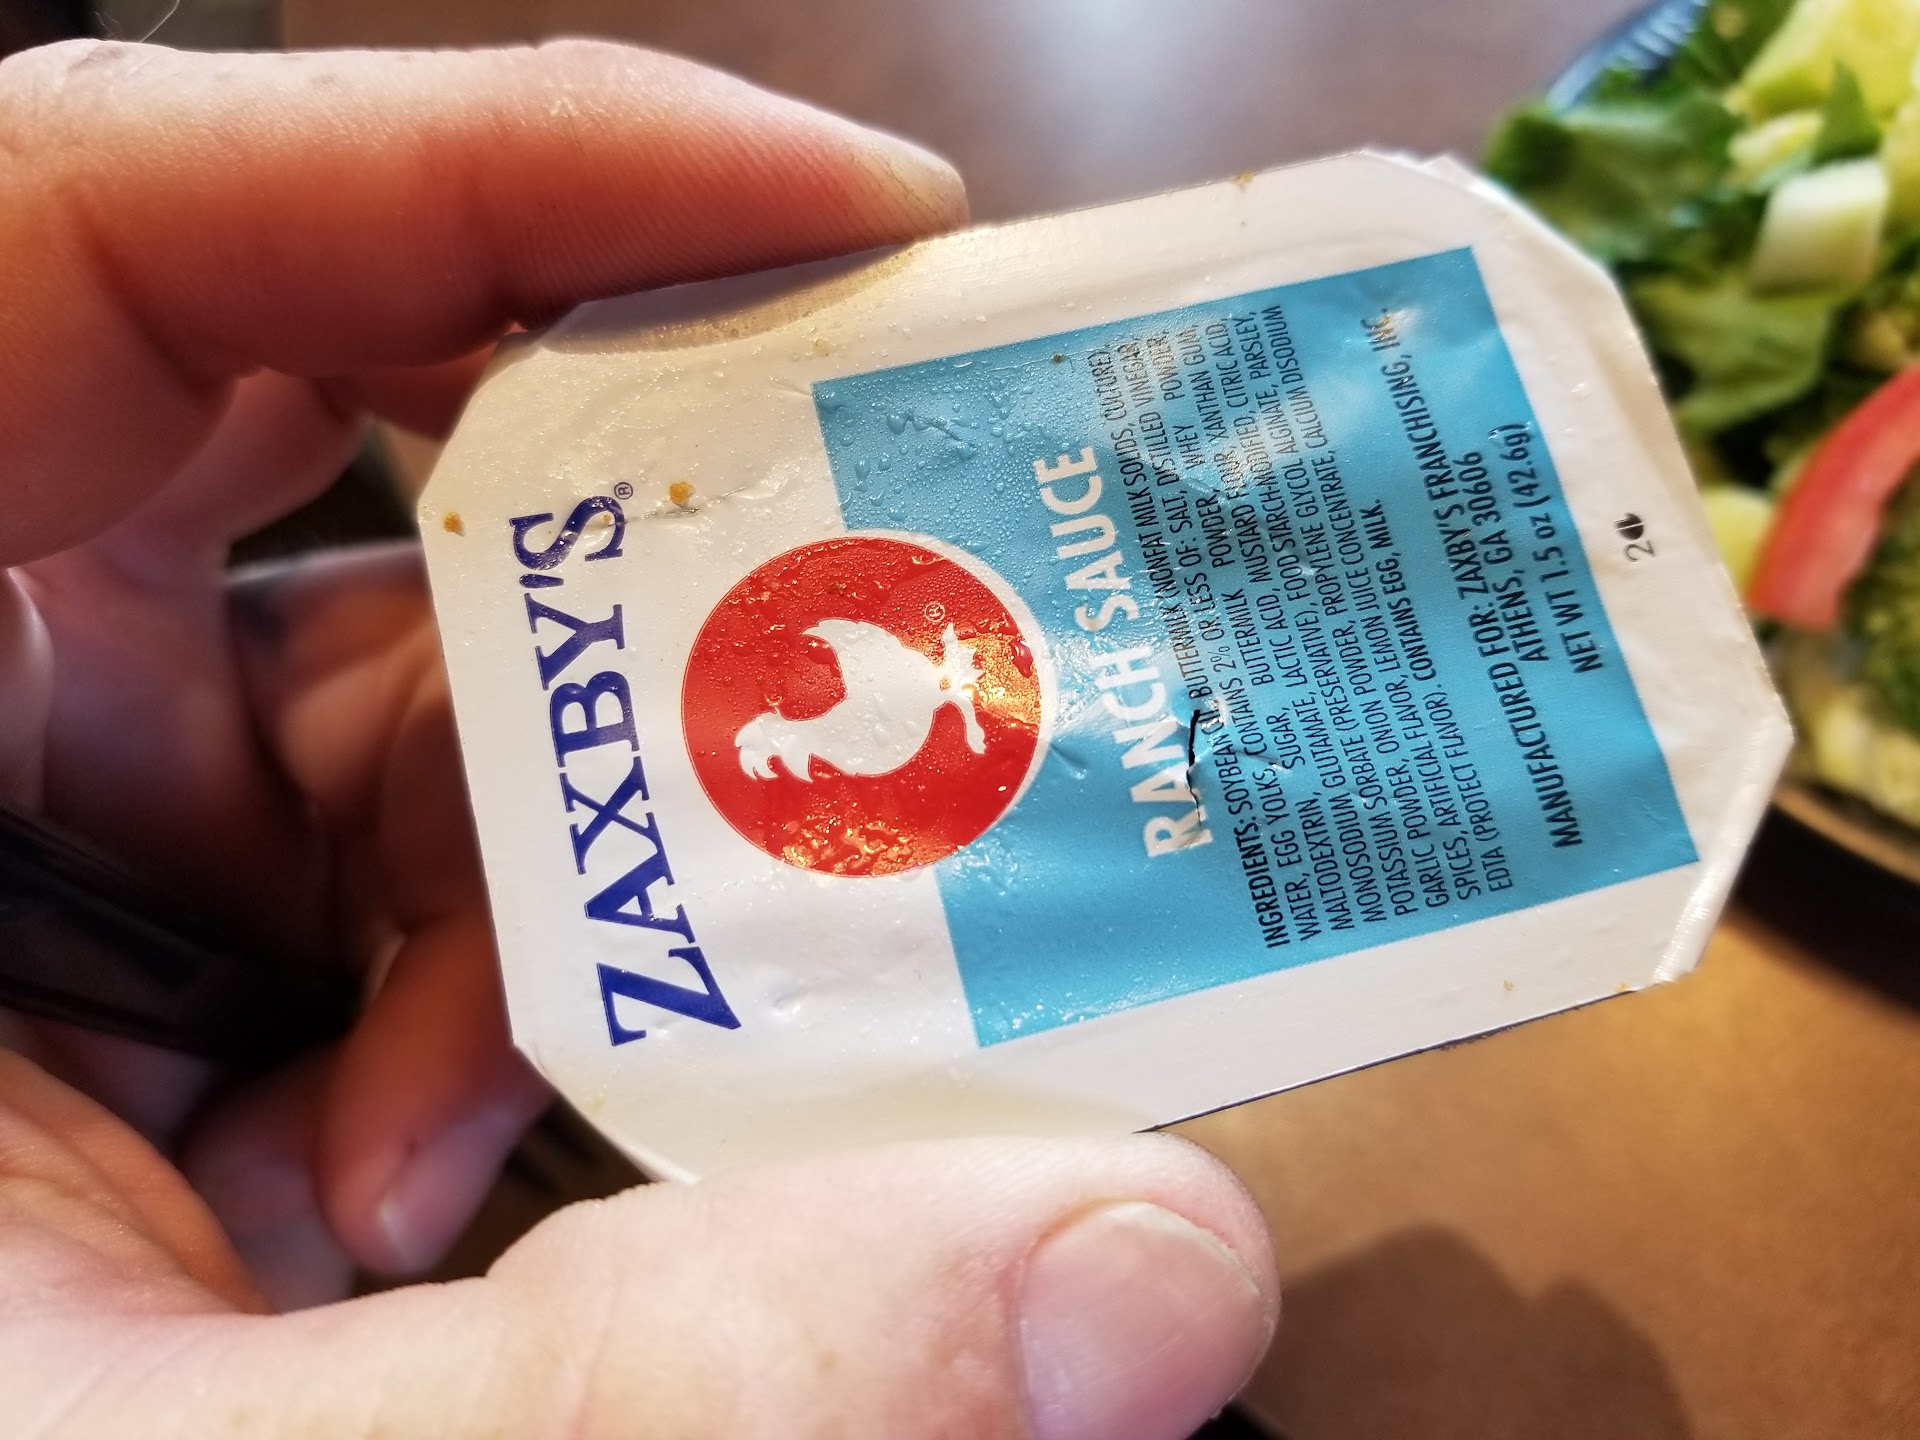 ZAXBY'S®
®
RANCH SAUCE
INGREDIENTS: SOYBEAN OIL, BUTTERMILK (NONFAT MILK SOLIDS, CULTURE),
WATER, EGG YOLKS, CONTAINS 2% OR LESS OF: SALT, DISTILLED VINEGAR,
MALTODEXTRIN, SUGAR, BUTTERMILK POWDER, WHEY POWDER,
MONOSODIUM GLUTAMATE, LACTIC ACID, MUSTARD FLOUR, XANTHAN GUM,
POTASSIUM SORBATE (PRESERVATIVE), FOOD STARCH-MODIFIED, CITRIC ACID,
GARLIC POWDER, ONION POWDER, PROPYLENE GLYCOL ALGINATE, PARSLEY,
SPICES, ARTIFICIAL FLAVOR, LEMON JUICE CONCENTRATE, CALCIUM DISODIUM
EDTA (PROTECT FLAVOR). CONTAINS EGG, MILK.
MANUFACTURED FOR: ZAXBY'S FRANCHISING, INC.
ATHENS, GA 30606
NET WT 1.5 oz (42.6g)
2